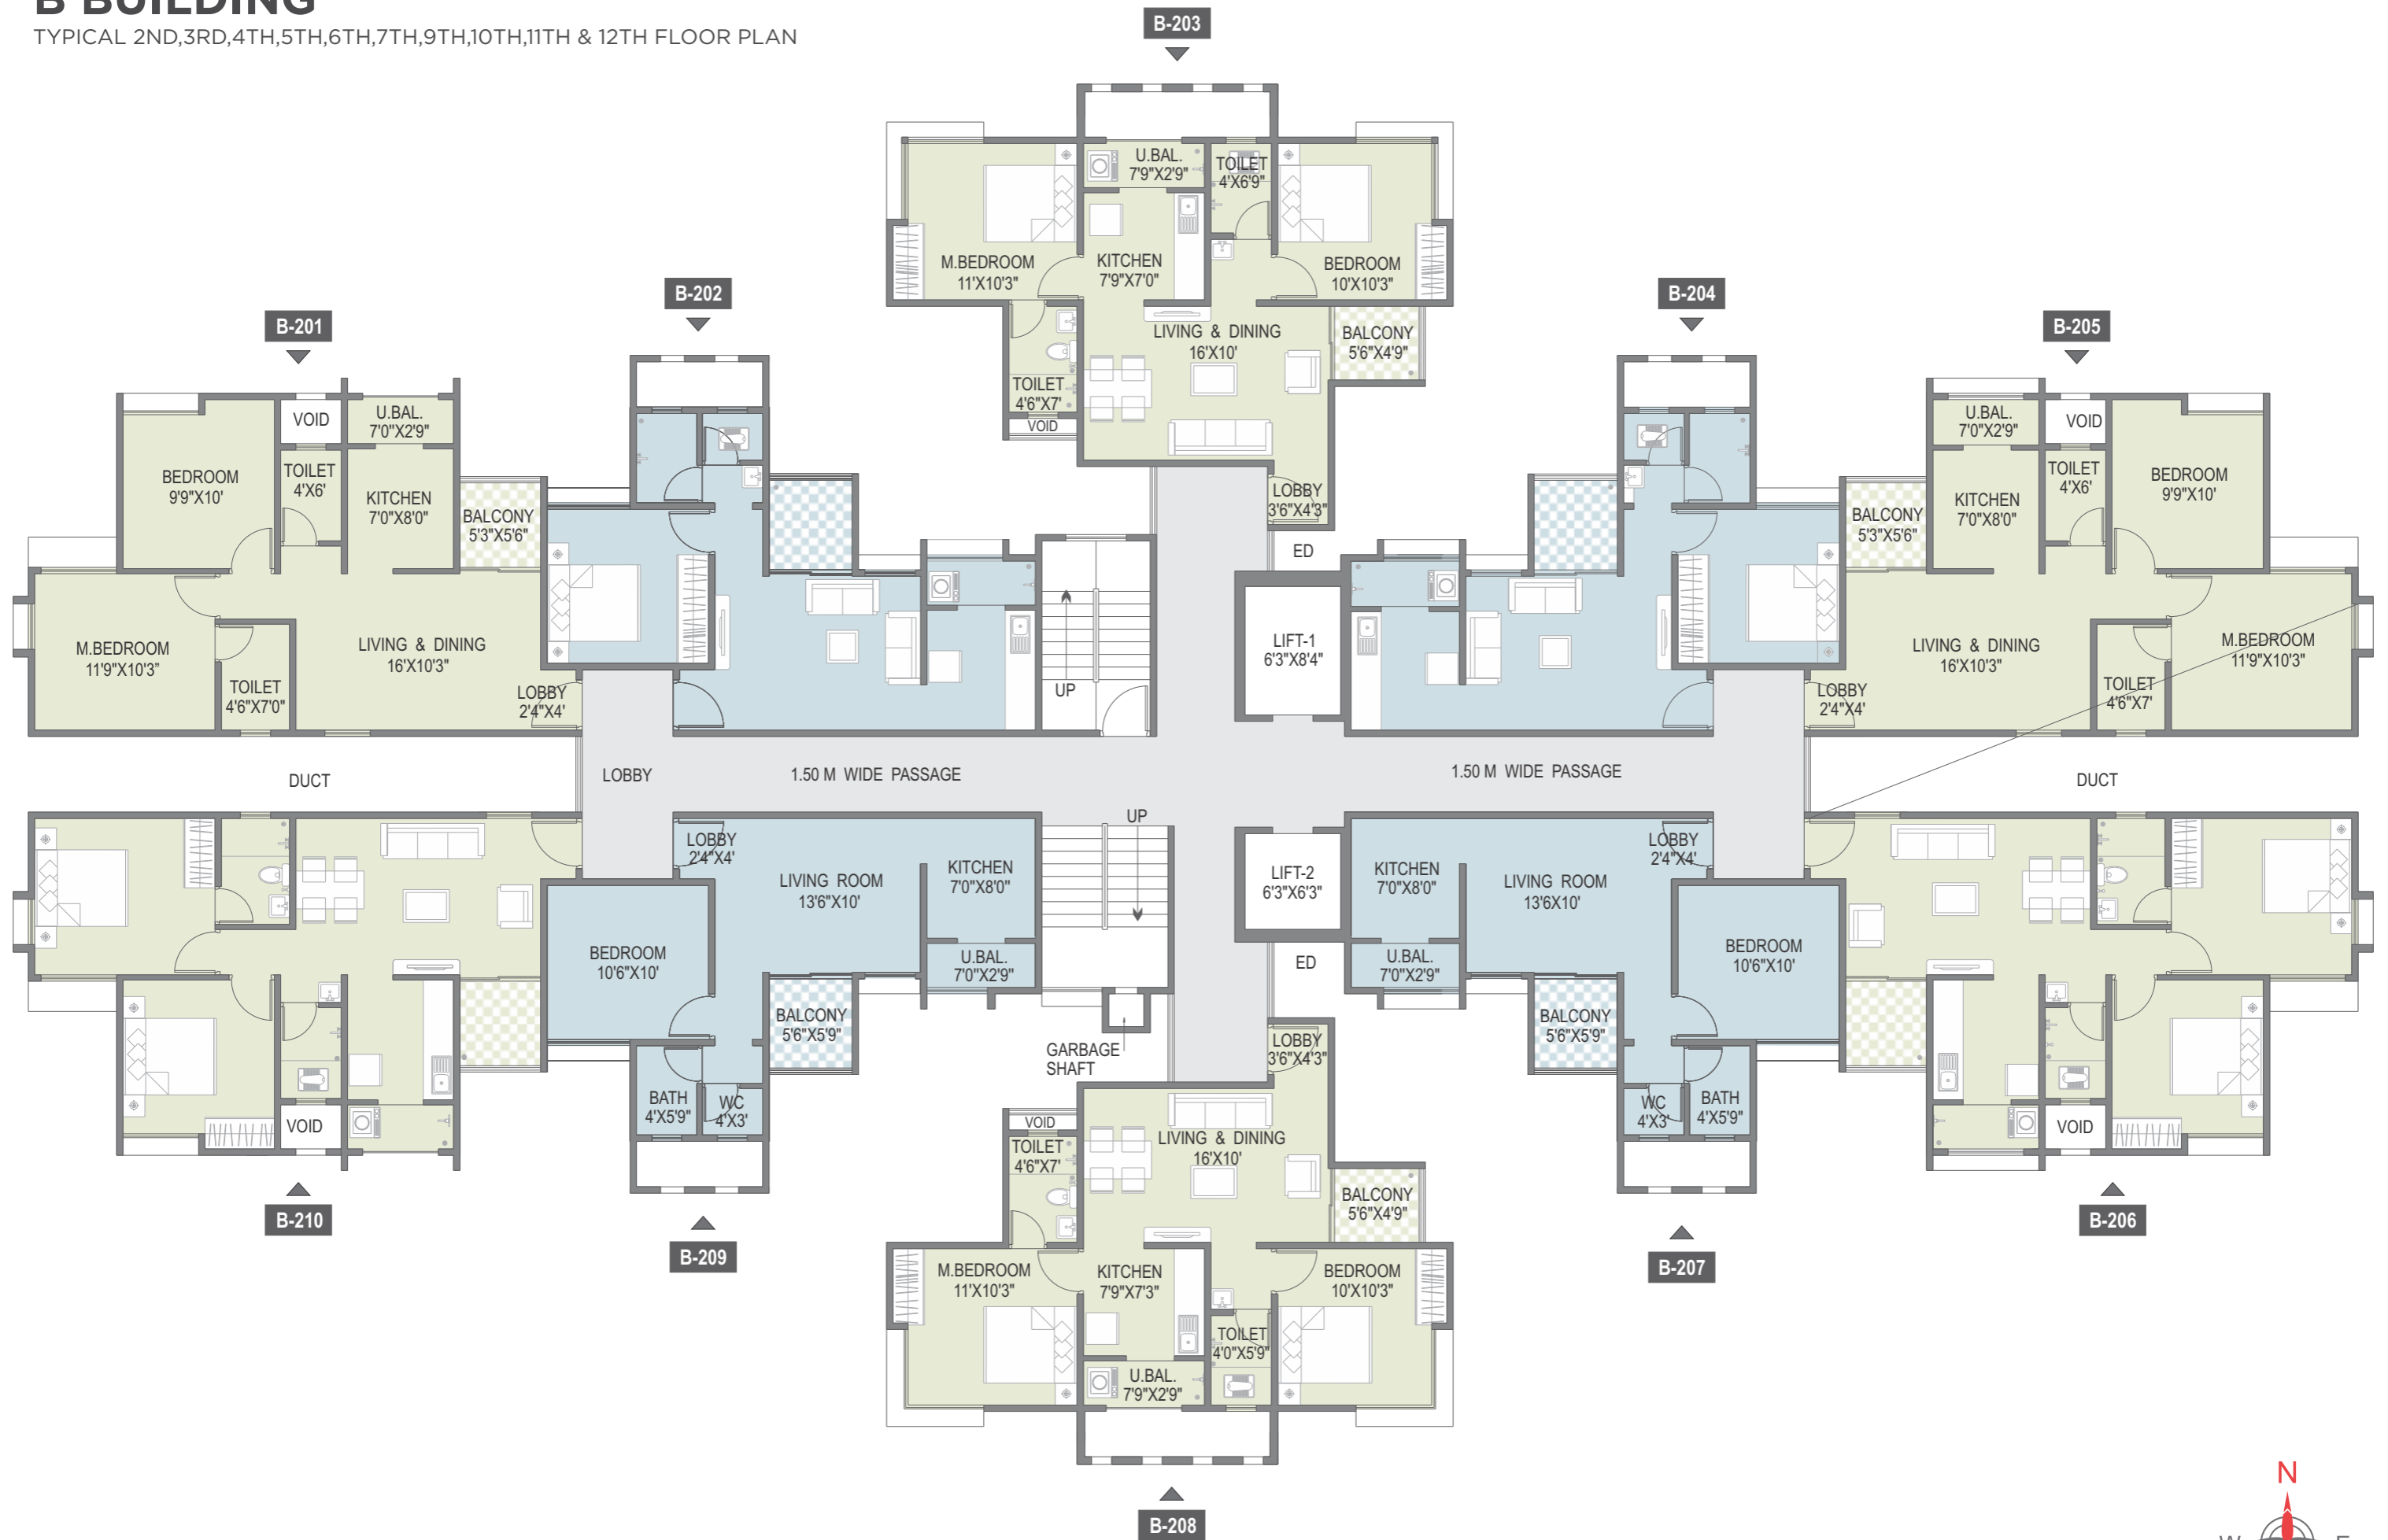 B BUILDING
TYPICAL 2ND,3RD,4TH,5TH,6TH,7TH,9TH,10TH,11TH & 12TH FLOOR PLAN
B-203
U.BAL.
7'9"X2'9"
TOILET
4'X6'9"
M.BEDROOM
11'X10'3"
KITCHEN
7'9"X7'0"
BEDROOM
10'X10'3"
LIVING & DINING
16'X10'
BALCONY
5'6"X4'9"
TOILET
4'6"X7'
VOID
LOBBY
3'6"X4'3"
ED
B-201
VOID
U.BAL.
7'0"X2'9"
BEDROOM
9'9"X10'
TOILET
4'X6'
KITCHEN
7'0"X8'0"
BALCONY
5'3"X5'6"
M.BEDROOM
11'9"X10'3"
LIVING & DINING
16'X10'3"
TOILET
4'6"X7'0"
LOBBY
2'4"X4'
B-202
UP
LIFT-1
6'3"X8'4"
B-204
B-205
U.BAL.
7'0"X2'9"
VOID
TOILET
4'X6'
BEDROOM
9'9"X10'
KITCHEN
7'0"X8'0"
BALCONY
5'3"X5'6"
LIVING & DINING
16'X10'3"
M.BEDROOM
11'9"X10'3"
TOILET
4'6"X7'
LOBBY
2'4"X4'
DUCT
LOBBY
1.50 M WIDE PASSAGE
1.50 M WIDE PASSAGE
DUCT
UP
LOBBY
2'4"X4'
LIVING ROOM
13'6"X10'
KITCHEN
7'0"X8'0"
BEDROOM
10'6"X10'
U.BAL.
7'0"X2'9"
BALCONY
5'6"X5'9"
BATH
4'X5'9"
WC
4'X3'
GARBAGE
SHAFT
VOID
B-210
B-209
LIFT-2
6'3"X6'3"
ED
KITCHEN
7'0"X8'0"
LIVING ROOM
13'6X10'
LOBBY
2'4"X4'
U.BAL.
7'0"X2'9"
BALCONY
5'6"X5'9"
BEDROOM
10'6"X10'
WC
4'X3'
BATH
4'X5'9"
VOID
B-207
B-206
LOBBY
3'6"X4'3"
VOID
TOILET
4'6"X7'
LIVING & DINING
16'X10'
BALCONY
5'6"X4'9"
M.BEDROOM
11'X10'3"
KITCHEN
7'9"X7'3"
BEDROOM
10'X10'3"
TOILET
4'0"X5'9"
U.BAL.
7'9"X2'9"
B-208
N
W
E